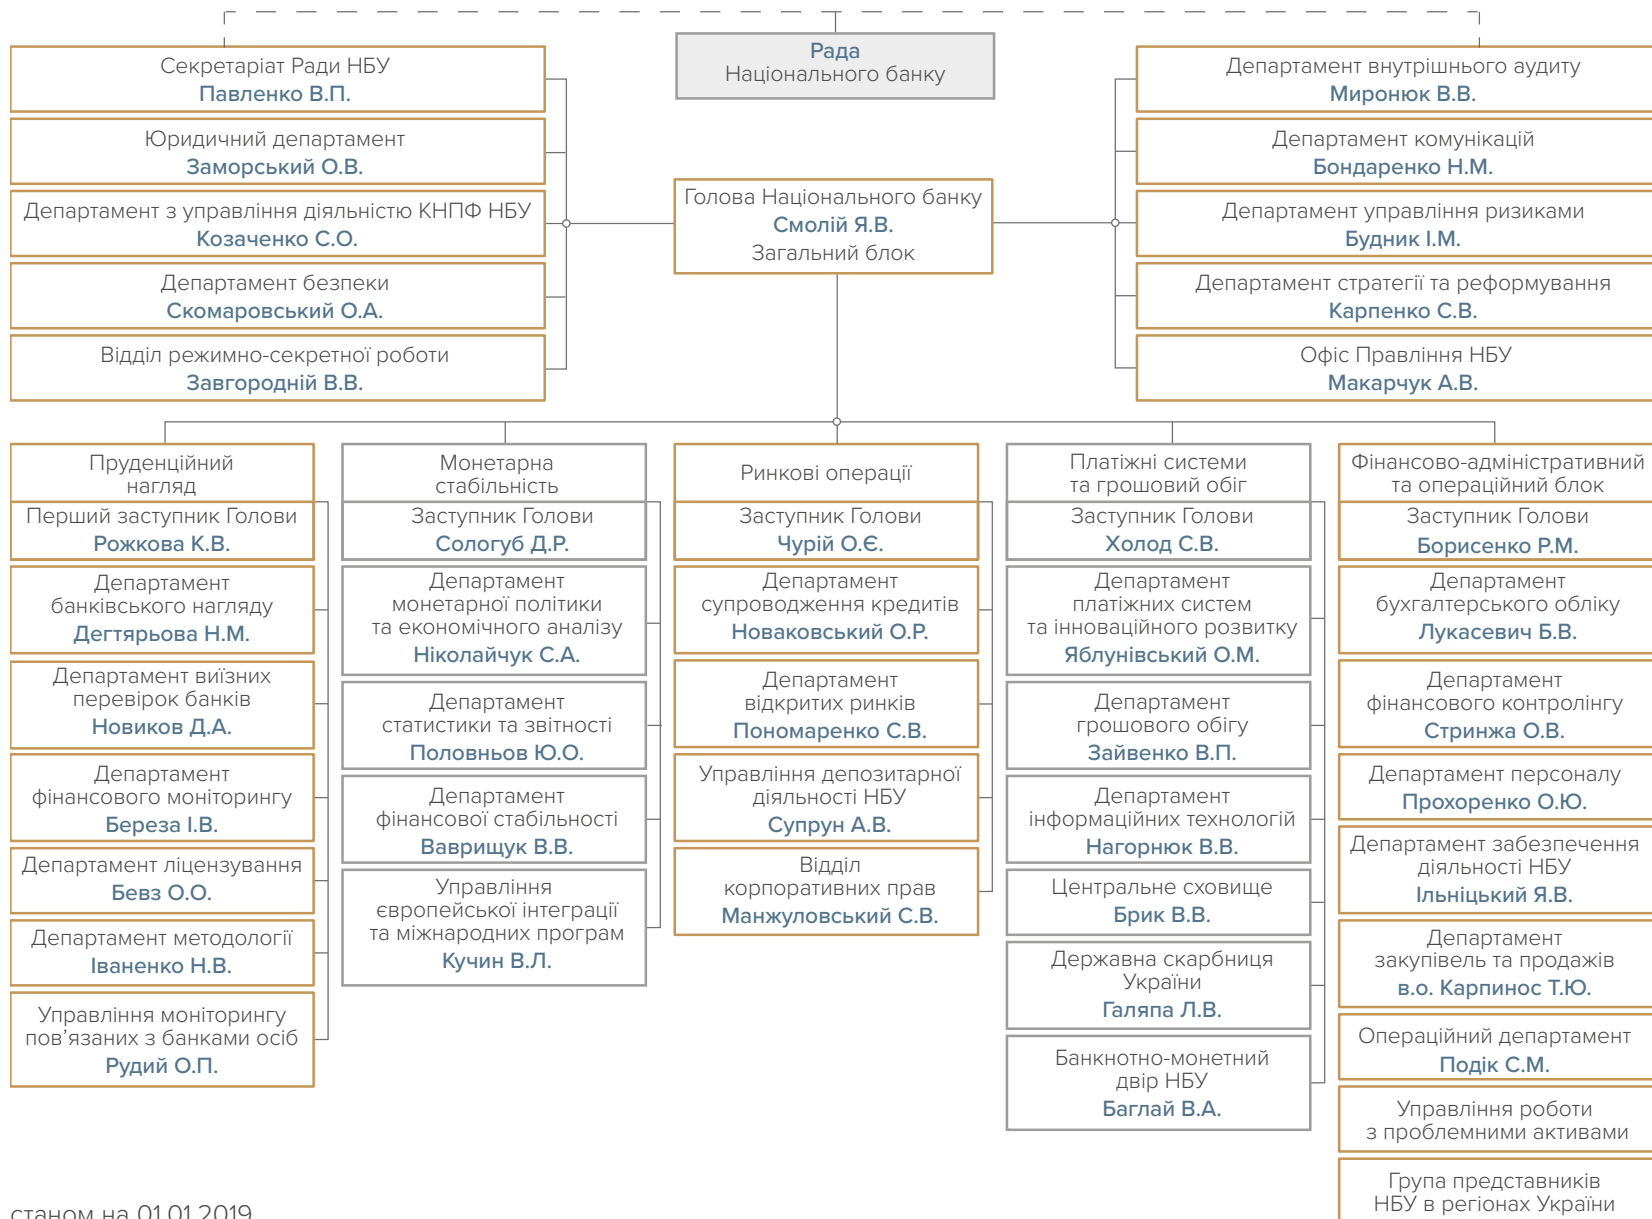 Рада
Національного банку
Секретаріат Ради НБУ
Павленко В.П.
Юридичний департамент
Заморський О.В.
Департамент з управління діяльністю КНПФ НБУ
Козаченко С.О.
Департамент безпеки
Скомаровський О.А.
Відділ режимно-секретної роботи
Завгородній В.В.
Голова Національного банку
Смолій Я.В.
Загальний блок
Департамент внутрішнього аудиту
Миронюк В.В.
Департамент комунікацій
Бондаренко Н.М.
Департамент управління ризиками
Будник І.М.
Департамент стратегії та реформування
Карпенко С.В.
Офіс Правління НБУ
Макарчук А.В.
Пруденційний
нагляд
Перший заступник Голови
Рожкова К.В.
Департамент
банківського нагляду
Дегтярьова Н.М.
Департамент виїзних
перевірок банків
Новиков Д.А.
Департамент
фінансового моніторингу
Береза І.В.
Департамент ліцензування
Бевз О.О.
Департамент методології
Іваненко Н.В.
Управління моніторингу
пов’язаних з банками осіб
Рудий О.П.
Монетарна
стабільність
Заступник Голови
Сологуб Д.Р.
Департамент
монетарної політики
та економічного аналізу
Ніколайчук С.А.
Департамент
статистики та звітності
Половньов Ю.О.
Департамент
фінансової стабільності
Ваврищук В.В.
Управління
європейської інтеграції
та міжнародних програм
Кучин В.Л.
Ринкові операції
Заступник Голови
Чурій О.Є.
Департамент
супроводження кредитів
Новаковський О.Р.
Департамент
відкритих ринків
Пономаренко С.В.
Управління депозитарної
діяльності НБУ
Супрун А.В.
Відділ
корпоративних прав
Манжуловський С.В.
Платіжні системи
та грошовий обіг
Заступник Голови
Холод С.В.
Департамент
платіжних систем
та інноваційного розвитку
Яблунівський О.М.
Департамент
грошового обігу
Зайвенко В.П.
Департамент
інформаційних технологій
Нагорнюк В.В.
Центральне сховище
Брик В.В.
Державна скарбниця
України
Галяпа Л.В.
Банкнотно-монетний
двір НБУ
Баглай В.А.
Фінансово-адміністративний
та операційний блок
Заступник Голови
Борисенко Р.М.
Департамент
бухгалтерського обліку
Лукасевич Б.В.
Департамент
фінансового контролінгу
Стринжа О.В.
Департамент персоналу
Прохоренко О.Ю.
Департамент забезпечення
діяльності НБУ
Ільніцький Я.В.
Департамент
закупівель та продажів
в.о. Карпинос Т.Ю.
Операційний департамент
Подік С.М.
Управління роботи
з проблемними активами
Група представників
НБУ в регіонах України
станом на 01.01.2019